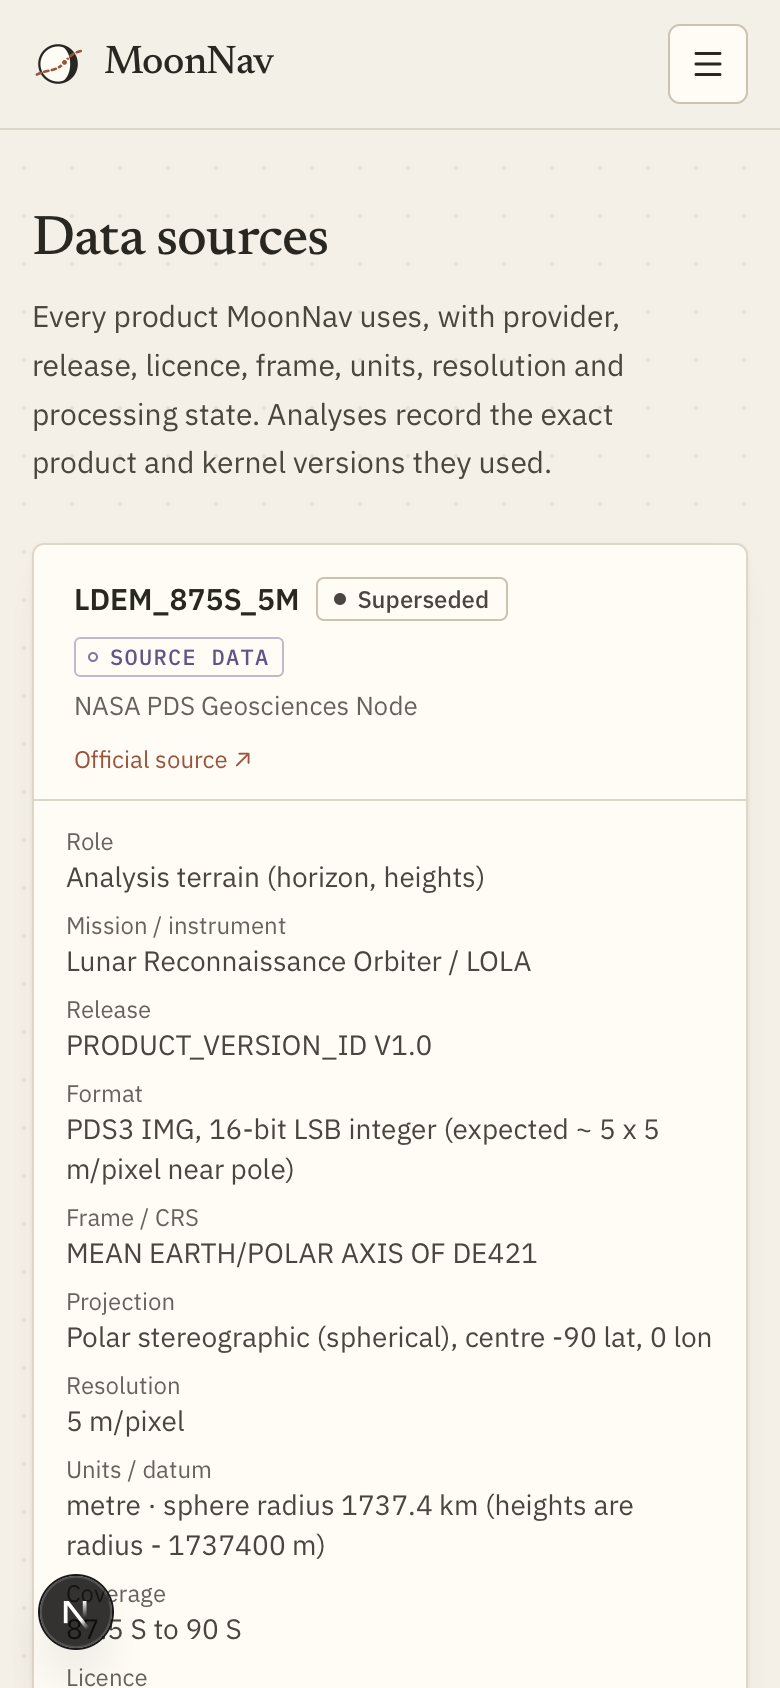 MoonNav
Data sources
Every product MoonNav uses, with provider,
release, licence, frame, units, resolution and
processing state. Analyses record the exact
product and kernel versions they used.
LDEM_875S_5M
Superseded
SOURCE DATA
NASA PDS Geosciences Node
Official source ↗
Role
Analysis terrain (horizon, heights)
Mission / instrument
Lunar Reconnaissance Orbiter / LOLA
Release
PRODUCT_VERSION_ID V1.0
Format
PDS3 IMG, 16-bit LSB integer (expected ~ 5 x 5
m/pixel near pole)
Frame / CRS
MEAN EARTH/POLAR AXIS OF DE421
Projection
Polar stereographic (spherical), centre -90 lat, 0 lon
Resolution
5 m/pixel
Units / datum
metre · sphere radius 1737.4 km (heights are
radius - 1737400 m)
Coverage
87.5 S to 90 S
N
Licence